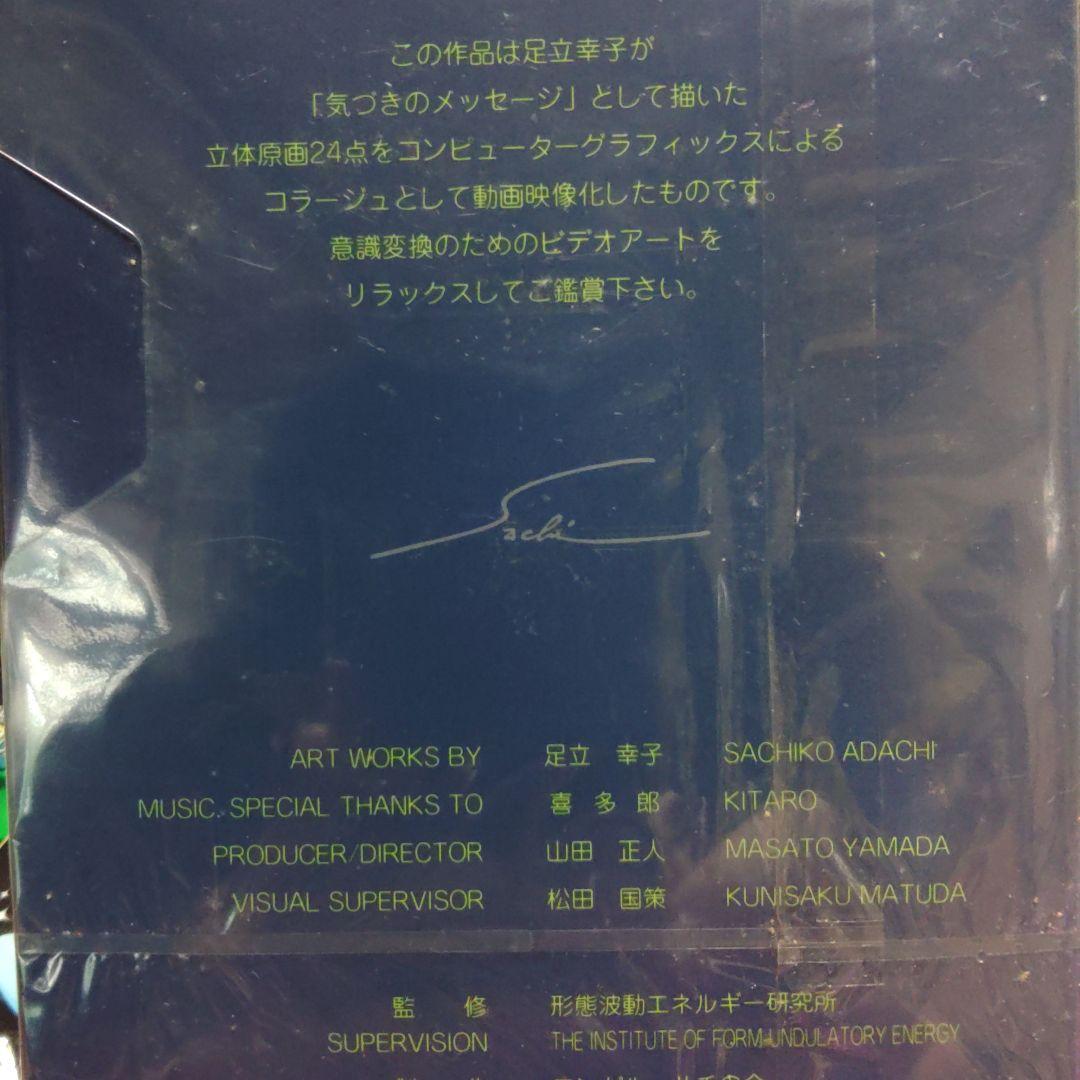 この作品は足立幸子が
「気づきのメッセージ」として描いた
立体原画24点をコンピューターグラフィックスによる
コラージュとして動画映像化したものです。
意識変換のためのビデオアートを
リラックスしてご鑑賞下さい。
Sachi
ART WORKS BY 足立 幸子 SACHIKO ADACHI
MUSIC. SPECIAL THANKS TO 喜多郎 KITARO
PRODUCER/DIRECTOR 山田 正人 MASATO YAMADA
VISUAL SUPERVISOR 松田 国策 KUNISAKU MATUDA
監修 形態波動エネルギー研究所
SUPERVISION THE INSTITUTE OF FORM-UNDULATORY ENERGY